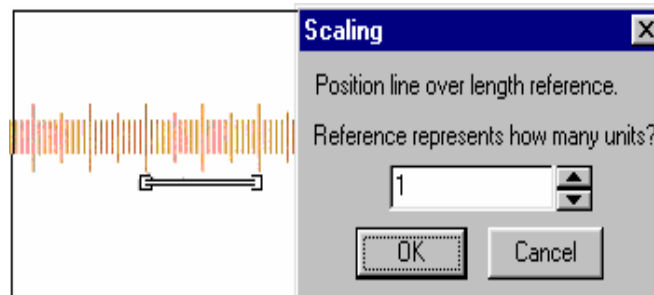 Scaling
Position line over length reference.
Reference represents how many units?
1
OK
Cancel